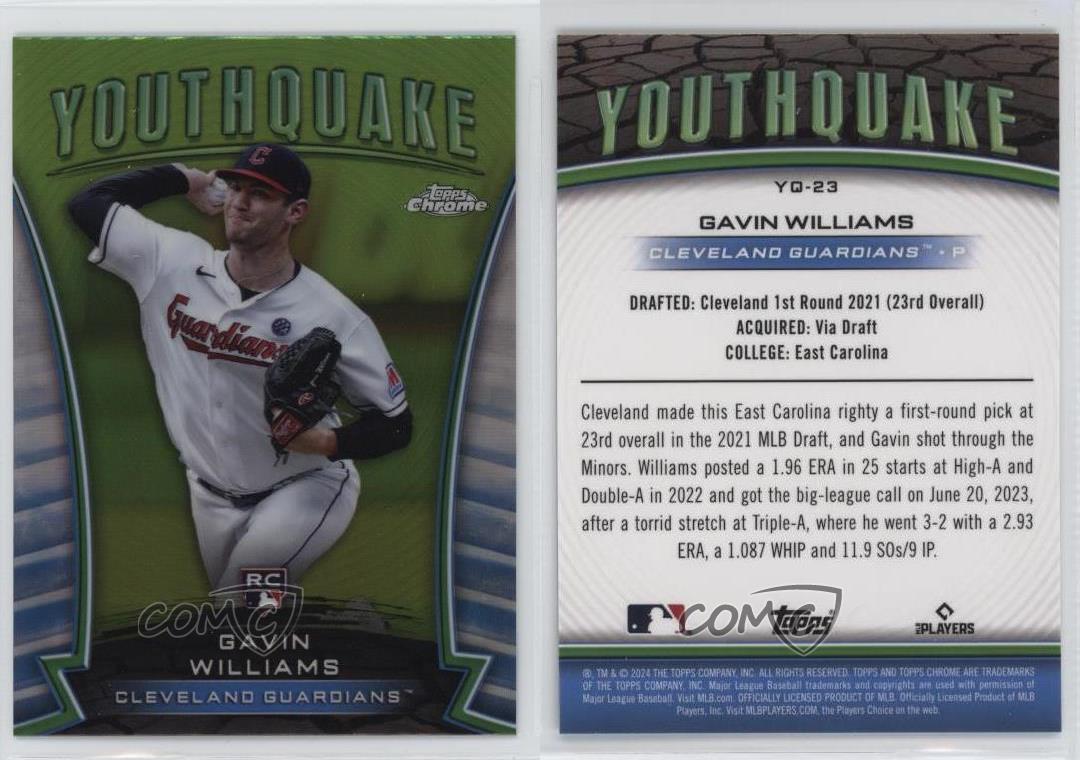 YOUTHQUAKE
C
Topps
Chrome
Guardians
RC
COMC
GAVIN
WILLIAMS
CLEVELAND GUARDIANS™
YOUTHQUAKE
YQ-23
GAVIN WILLIAMS
CLEVELAND GUARDIANS™ • P
DRAFTED: Cleveland 1st Round 2021 (23rd Overall)
ACQUIRED: Via Draft
COLLEGE: East Carolina
Cleveland made this East Carolina righty a first-round pick at
23rd overall in the 2021 MLB Draft, and Gavin shot through the
Minors. Williams posted a 1.96 ERA in 25 starts at High-A and
Double-A in 2022 and got the big-league call on June 20, 2023,
after a torrid stretch at Triple-A, where he went 3-2 with a 2.93
ERA, a 1.087 WHIP and 11.9 SOs/9 IP.
COMC
Topps
MLB PLAYERS
®, TM & © 2024 THE TOPPS COMPANY, INC. ALL RIGHTS RESERVED. TOPPS AND TOPPS CHROME ARE TRADEMARKS
OF THE TOPPS COMPANY, INC. Major League Baseball trademarks and copyrights are used with permission of
Major League Baseball. Visit MLB.com. OFFICIALLY LICENSED PRODUCT OF MLB. Officially Licensed Product of MLB
Players, Inc. Visit MLBPLAYERS.COM, the Players Choice on the web.